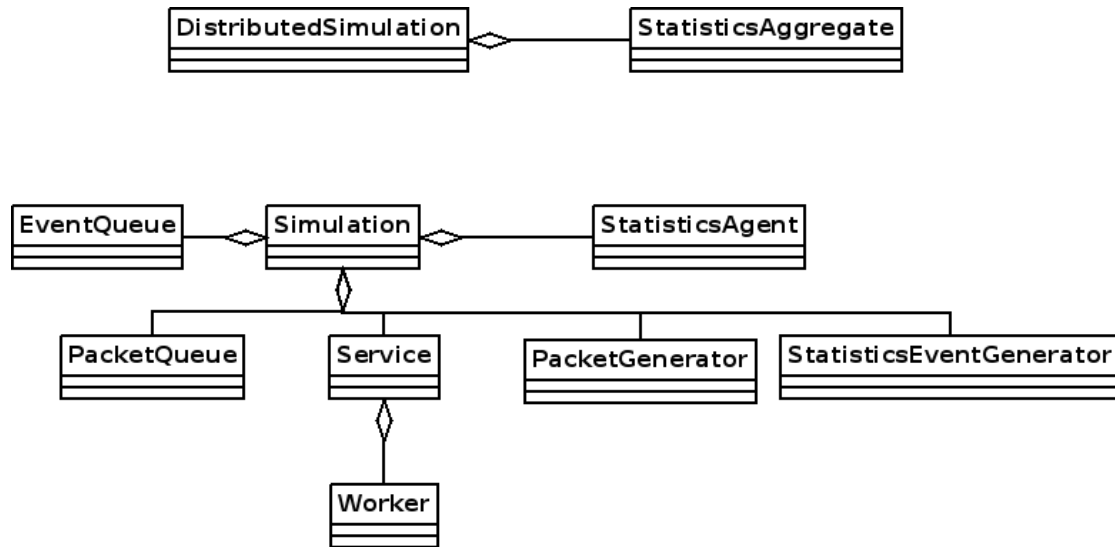 DistributedSimulation
StatisticsAggregate
EventQueue
Simulation
StatisticsAgent
PacketQueue
Service
PacketGenerator
StatisticsEventGenerator
Worker